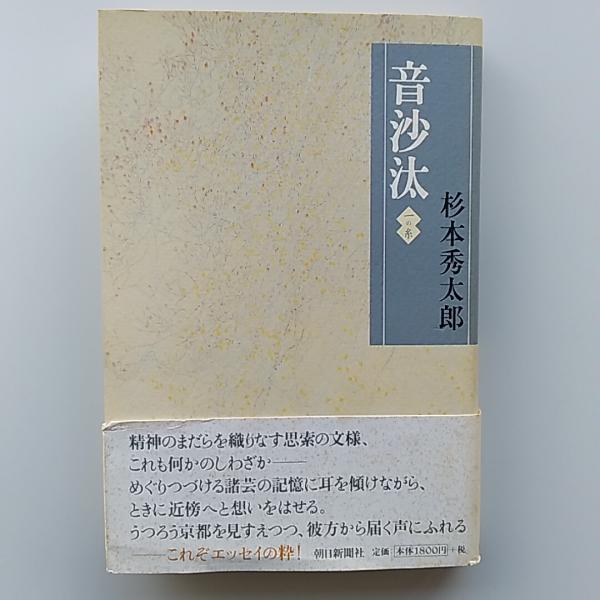 音沙汰
一の糸
杉本秀太郎
精神のまだらを織りなす思索の文様、
これも何かのしわざか――
めぐりつづける諸芸の記憶に耳を傾けながら、
ときに近傍へと想いをはせる。
うつろう京都を見すえつつ、彼方から届く声にふれる
――これぞエッセイの粋！ 朝日新聞社 定価 本体1800円+税